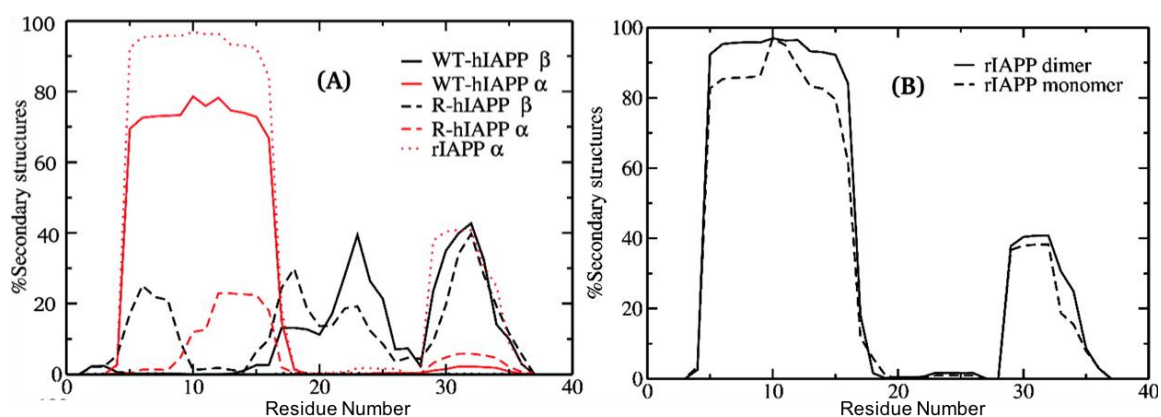 100
80
60
40
20
0
%Secondary structures
0 10 20 30 40
Residue Number
(A)
WT-hIAPP β
WT-hIAPP α
R-hIAPP β
R-hIAPP α
rIAPP α
100
80
60
40
20
0
%Secondary structures
0 10 20 30 40
Residue Number
(B)
rIAPP dimer
rIAPP monomer